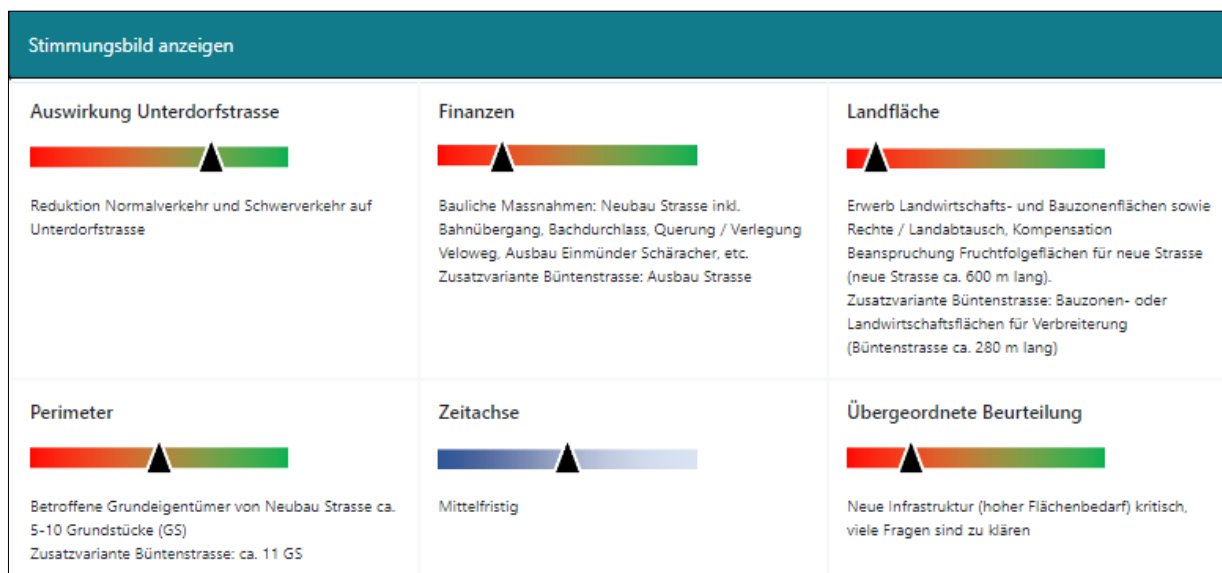 Stimmungsbild anzeigen
Auswirkung Unterdorfstrasse
Reduktion Normalverkehr und Schwerverkehr auf
Unterdorfstrasse
Finanzen
Bauliche Massnahmen: Neubau Strasse inkl.
Bahnübergang, Bachdurchlass, Querung / Verlegung
Veloweg, Ausbau Einmünder Schäracher, etc.
Zusatzvariante Büntenstrasse: Ausbau Strasse
Landfläche
Erwerb Landwirtschafts- und Bauzonenflächen sowie
Rechte / Landabtausch, Kompensation
Beanspruchung Fruchtfolgeflächen für neue Strasse
(neue Strasse ca. 600 m lang).
Zusatzvariante Büntenstrasse: Bauzonen- oder
Landwirtschaftsflächen für Verbreiterung
(Büntenstrasse ca. 280 m lang)
Perimeter
Betroffene Grundeigentümer von Neubau Strasse ca.
5-10 Grundstücke (GS)
Zusatzvariante Büntenstrasse: ca. 11 GS
Zeitachse
Mittelfristig
Übergeordnete Beurteilung
Neue Infrastruktur (hoher Flächenbedarf) kritisch,
viele Fragen sind zu klären